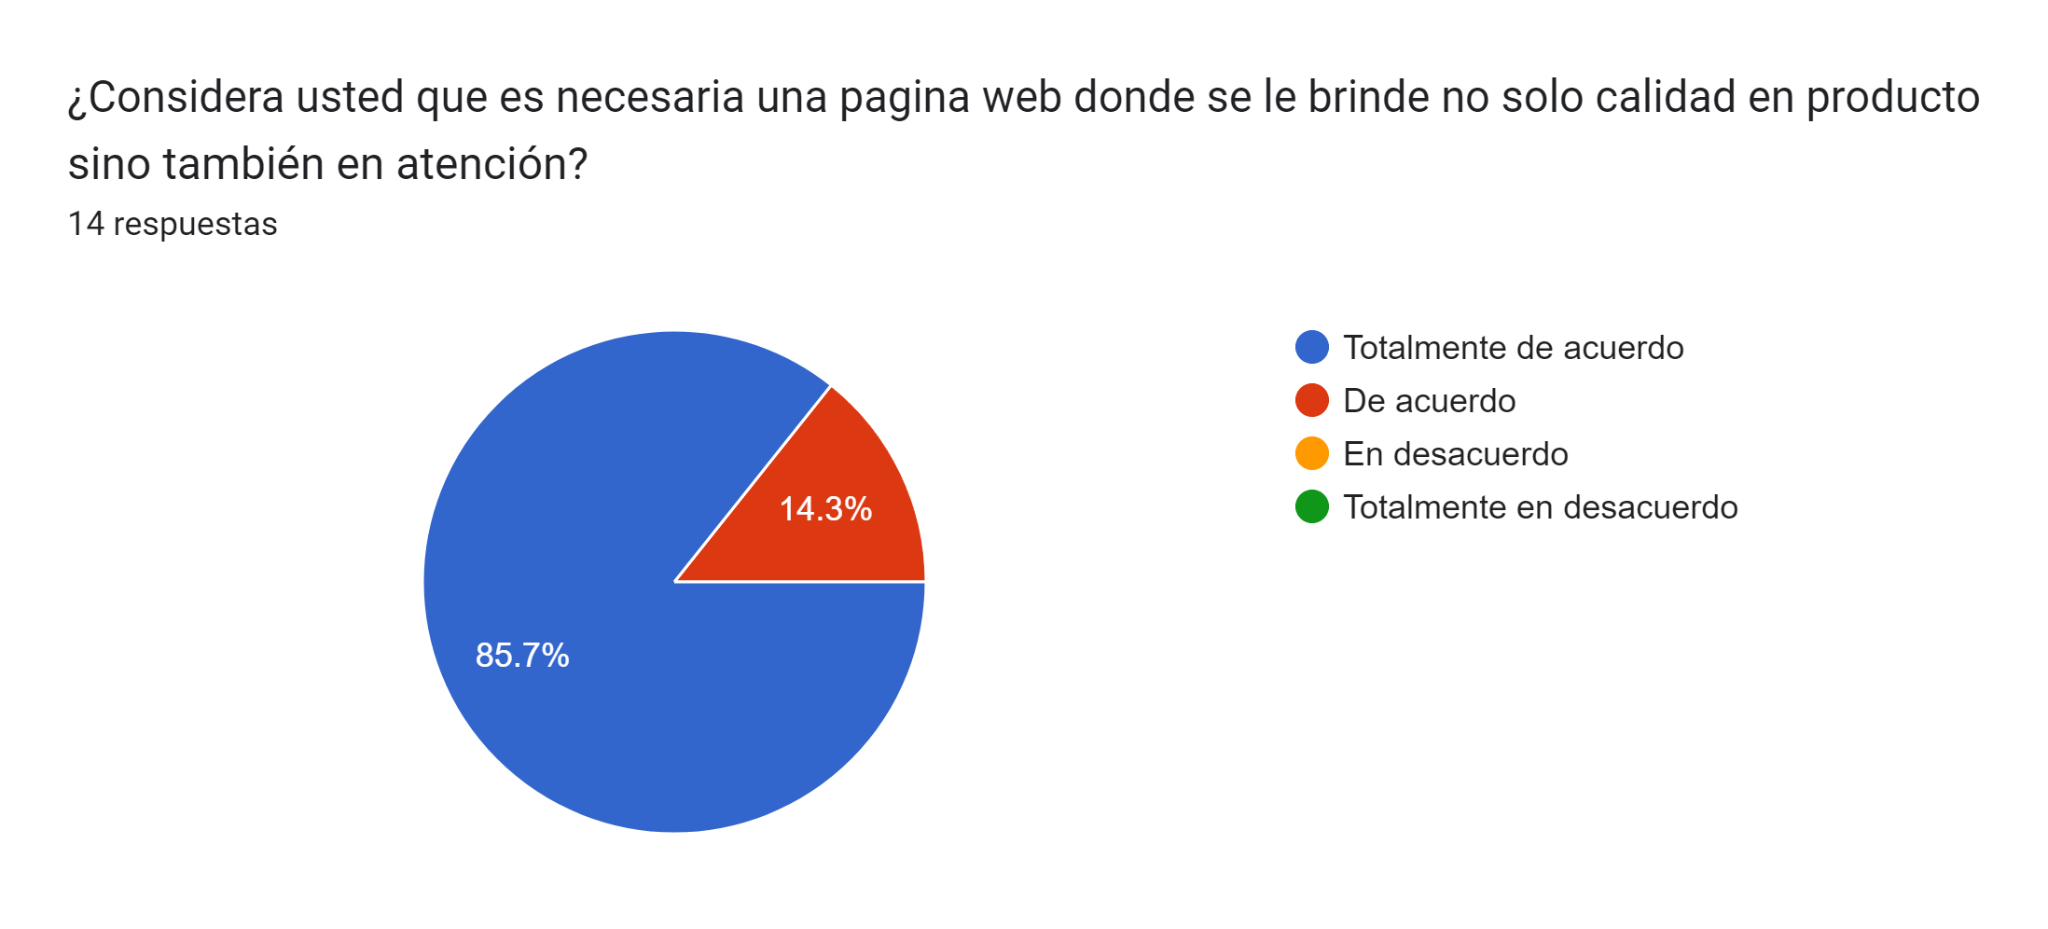 ¿Considera usted que es necesaria una pagina web donde se le brinde no solo calidad en producto
sino también en atención?
14 respuestas
Totalmente de acuerdo
De acuerdo
En desacuerdo
Totalmente en desacuerdo
14.3%
85.7%